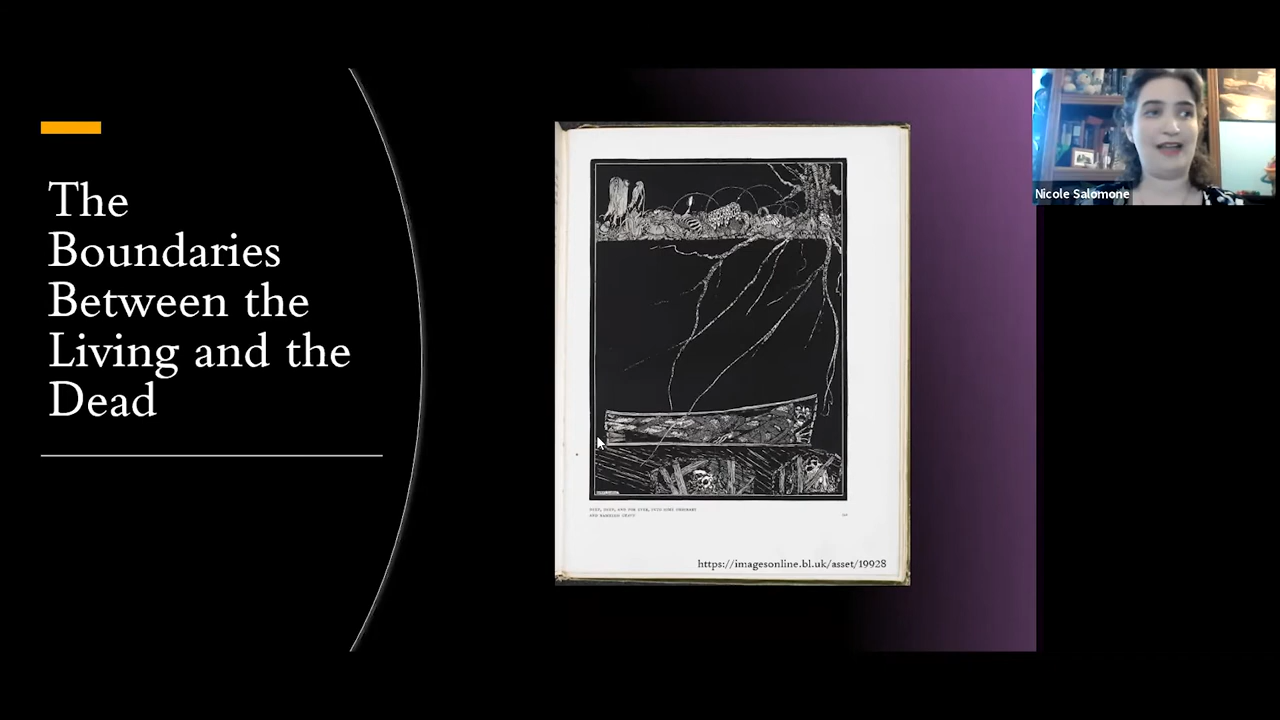 The
Boundaries
Between the
Living and the
Dead
https://imagesonline.bl.uk/asset/19928
Nicole Salomone